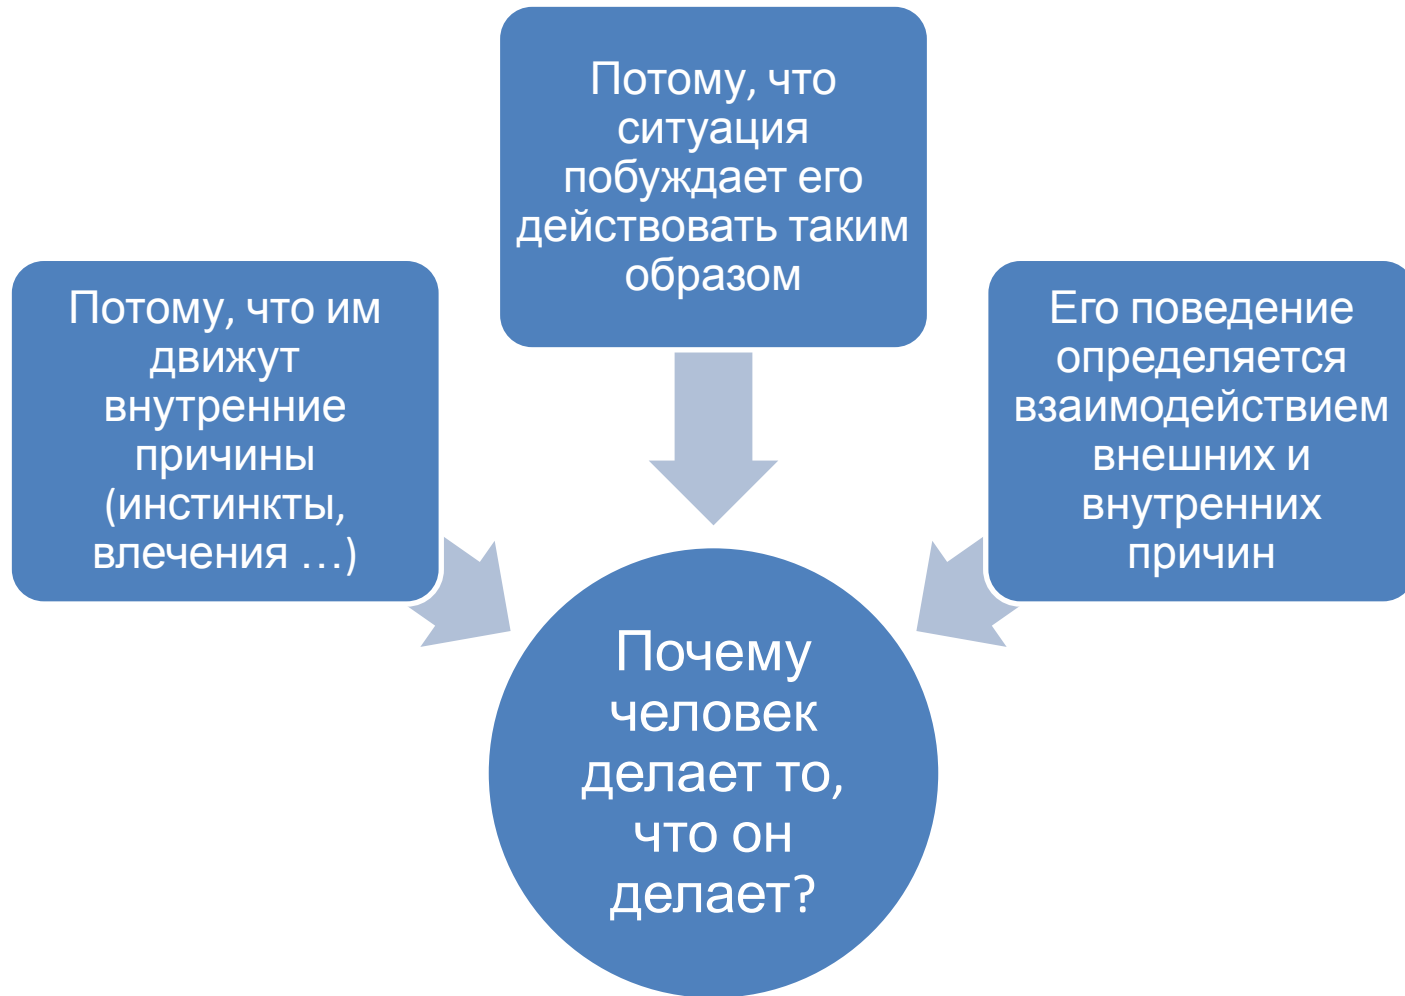 Потому, что
ситуация
побуждает его
действовать таким
образом
Потому, что им
движут
внутренние
причины
(инстинкты,
влечения ...)
Его поведение
определяется
взаимодействием
внешних и
внутренних
причин
Почему
человек
делает то,
что он
делает?